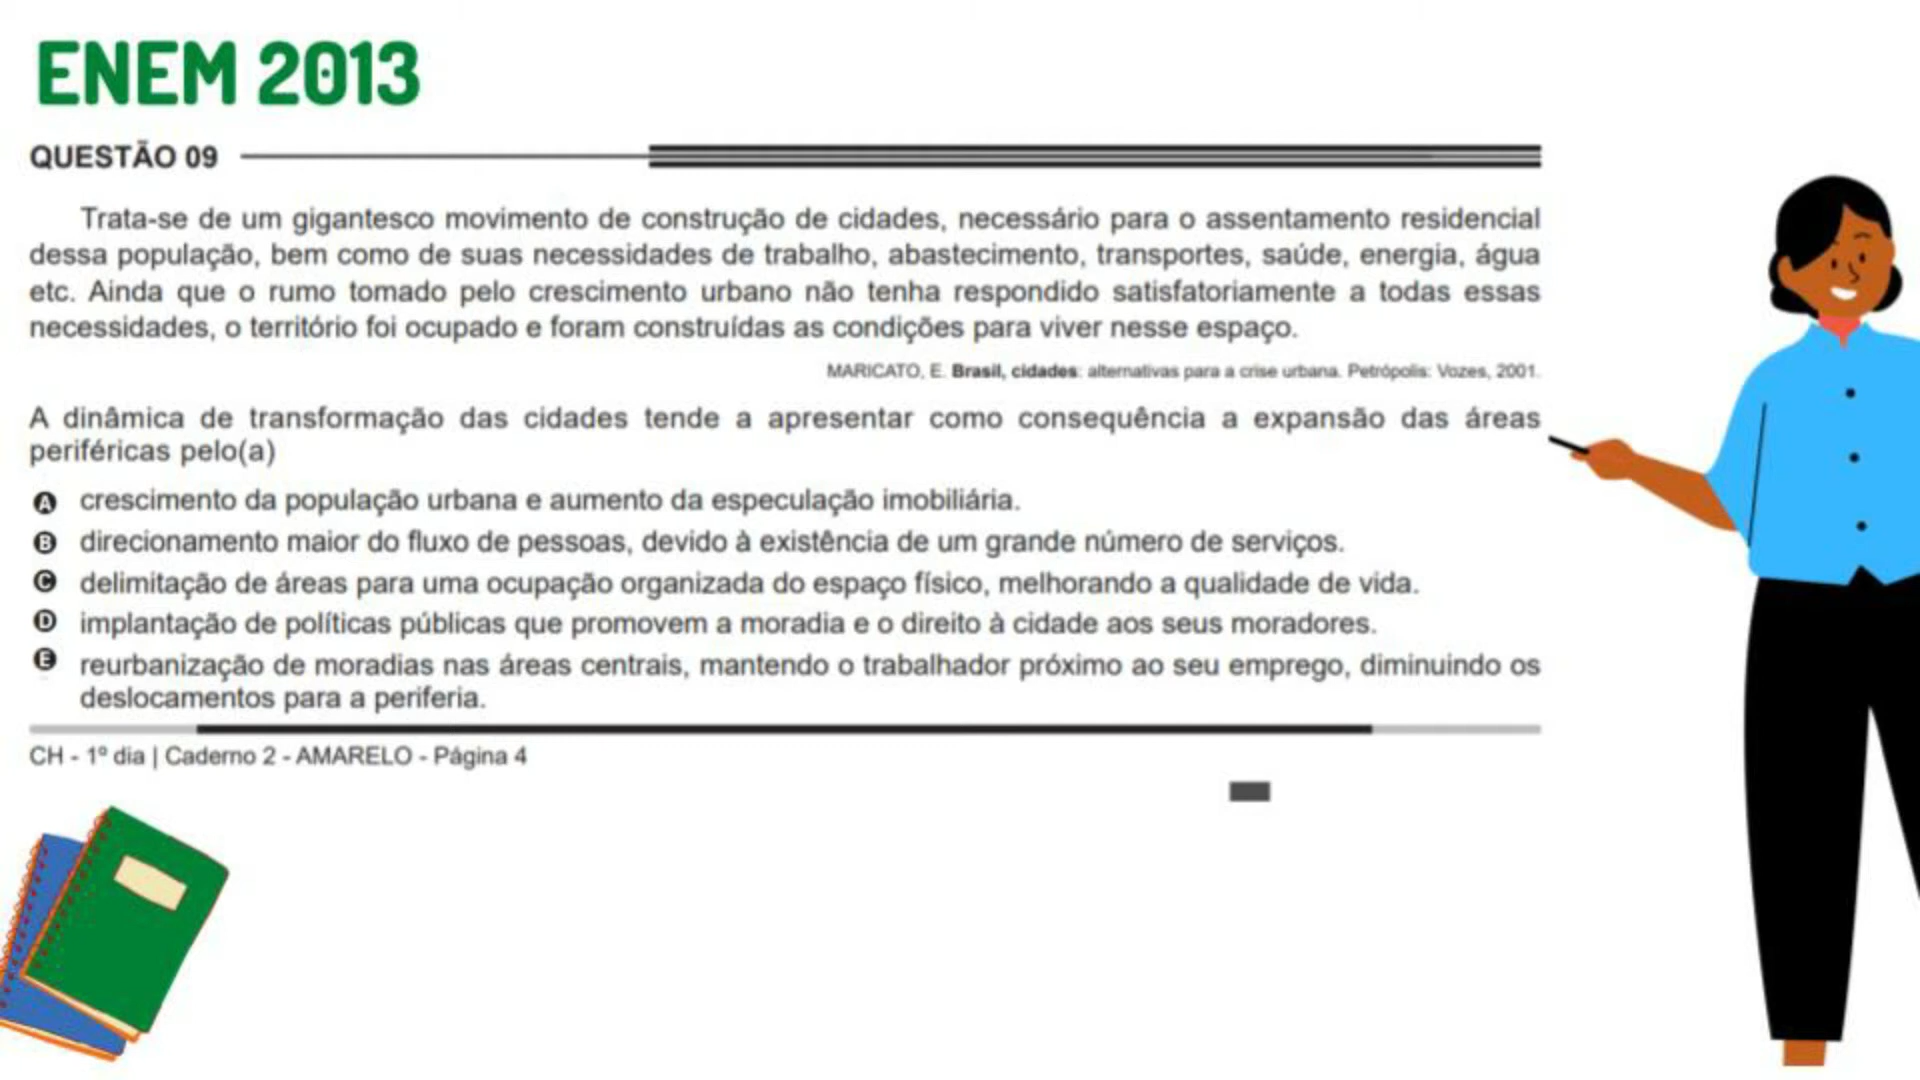 ENEM 2013
QUESTÃO 09
Trata-se de um gigantesco movimento de construção de cidades, necessário para o assentamento residencial
dessa população, bem como de suas necessidades de trabalho, abastecimento, transportes, saúde, energia, água
etc. Ainda que o rumo tomado pelo crescimento urbano não tenha respondido satisfatoriamente a todas essas
necessidades, o território foi ocupado e foram construídas as condições para viver nesse espaço.
MARICATO, E. Brasil, cidades: alternativas para a crise urbana. Petrópolis: Vozes, 2001.
A dinâmica de transformação das cidades tende a apresentar como consequência a expansão das áreas
periféricas pelo(a)
A crescimento da população urbana e aumento da especulação imobiliária.
B direcionamento maior do fluxo de pessoas, devido à existência de um grande número de serviços.
C delimitação de áreas para uma ocupação organizada do espaço físico, melhorando a qualidade de vida.
D implantação de políticas públicas que promovem a moradia e o direito à cidade aos seus moradores.
E reurbanização de moradias nas áreas centrais, mantendo o trabalhador próximo ao seu emprego, diminuindo os
deslocamentos para a periferia.
CH - 1º dia | Caderno 2 - AMARELO - Página 4